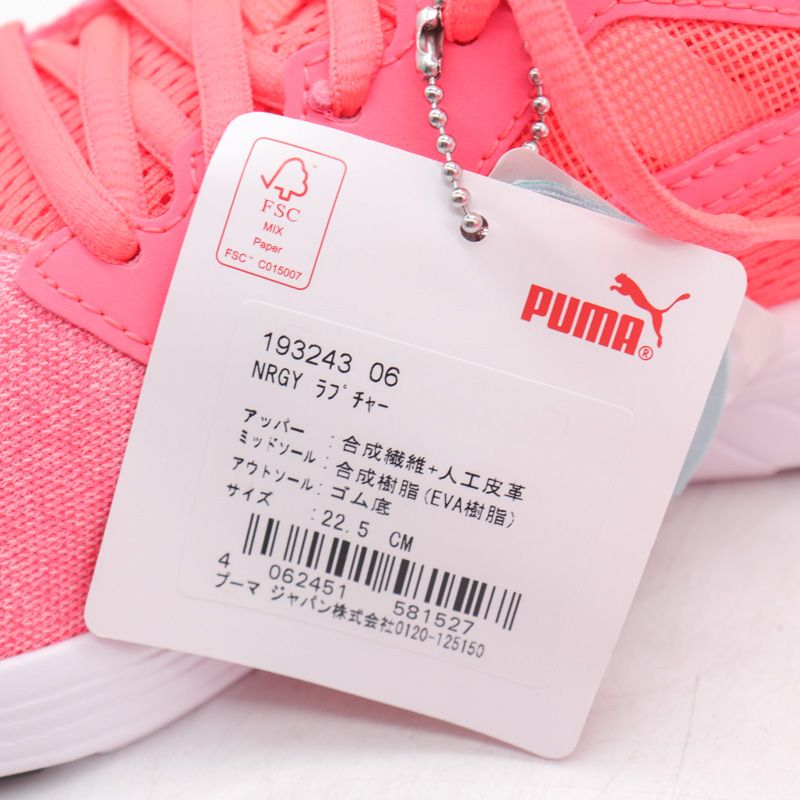 FSC
MIX
Paper
FSC™ C015007
PUMA®
193243 06
NRGY ラプチャー
アッパー :合成繊維+人工皮革
ミッドソール:合成樹脂(EVA樹脂)
アウトソール:ゴム底
サイズ :22.5 CM
4 062451 581527
プーマ ジャパン株式会社0120-125150